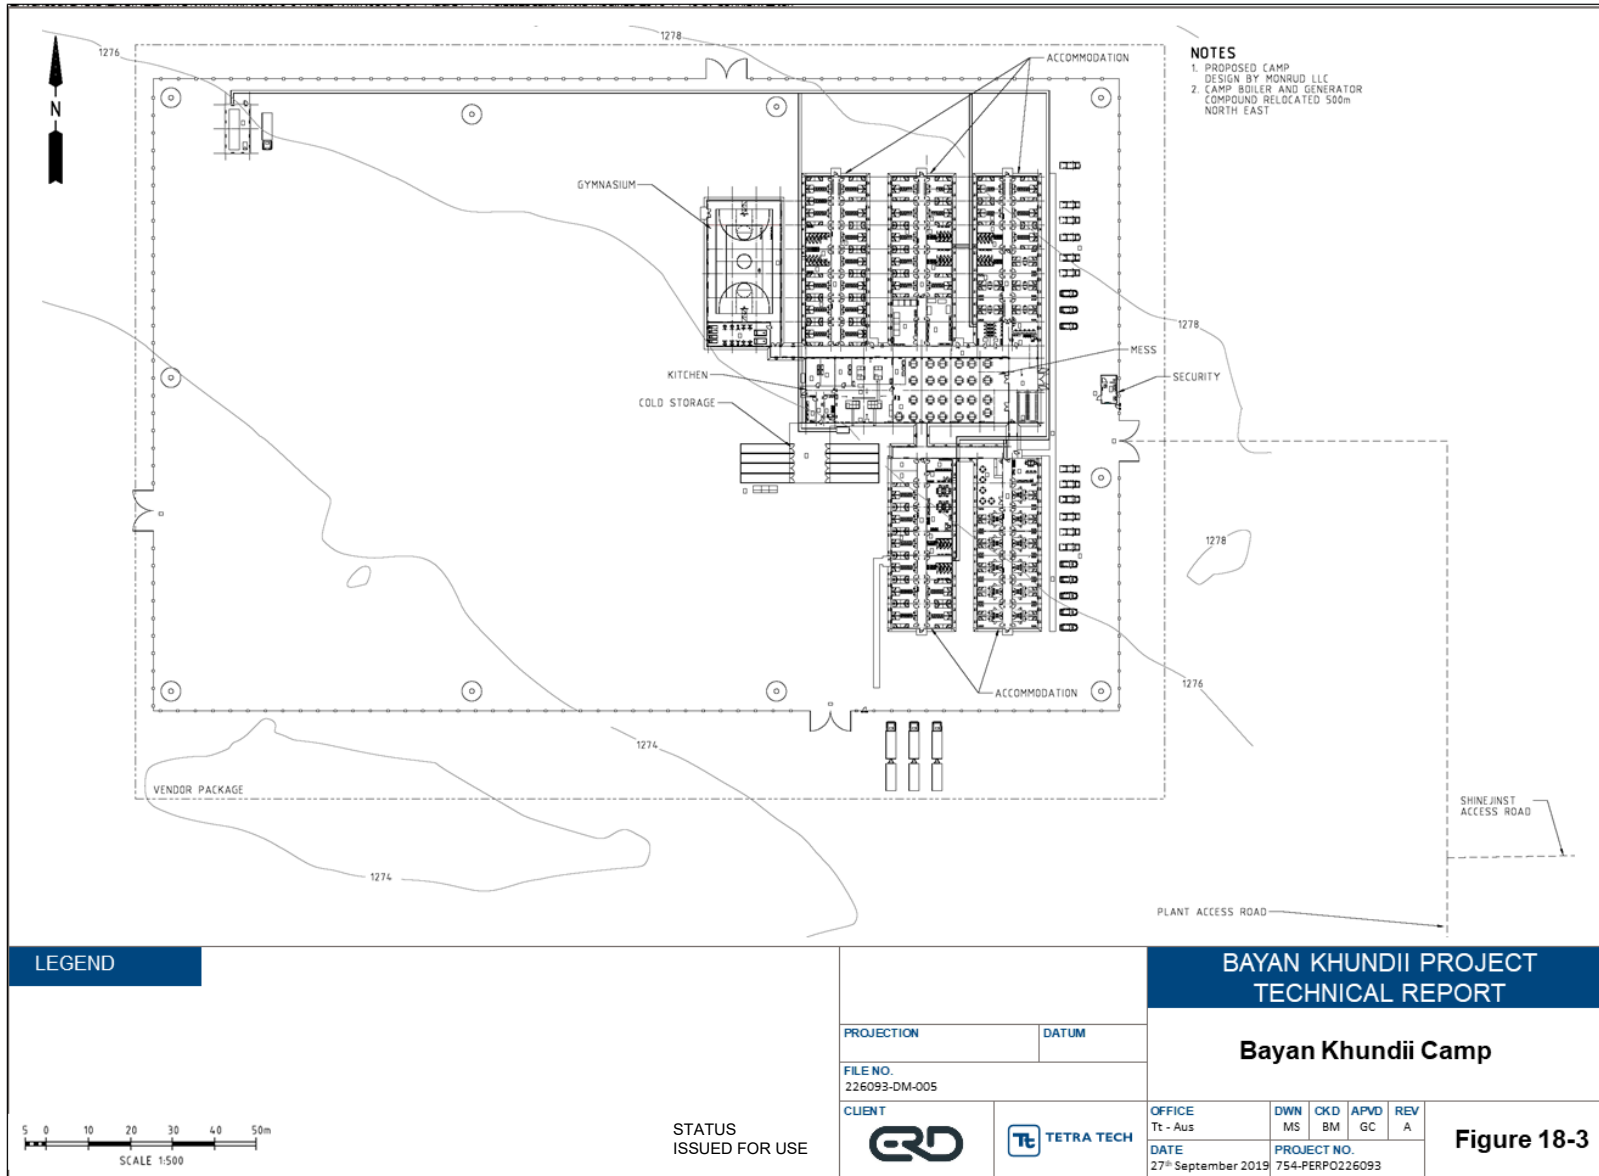 1276
1278
ACCOMMODATION
N
NOTES
1. PROPOSED CAMP
DESIGN BY MONRUD LLC
2. CAMP BOILER AND GENERATOR
COMPOUND RELOCATED 500m
NORTH EAST
GYMNASIUM
1278
MESS
KITCHEN
SECURITY
COLD STORAGE
1278
1276
ACCOMMODATION
1274
VENDOR PACKAGE
SHINEJINST
ACCESS ROAD
1274
PLANT ACCESS ROAD
LEGEND
BAYAN KHUNDII PROJECT
TECHNICAL REPORT
PROJECTION
DATUM
Bayan Khundii Camp
FILE NO.
226093-DM-005
CLIENT
ERD
Tt TETRA TECH
OFFICE
Tt - Aus
DWN
MS
CKD
BM
APVD
GC
REV
A
DATE
27th September 2019
PROJECT NO.
754-PERPO226093
Figure 18-3
5 0 10 20 30 40 50m
SCALE 1:500
STATUS
ISSUED FOR USE